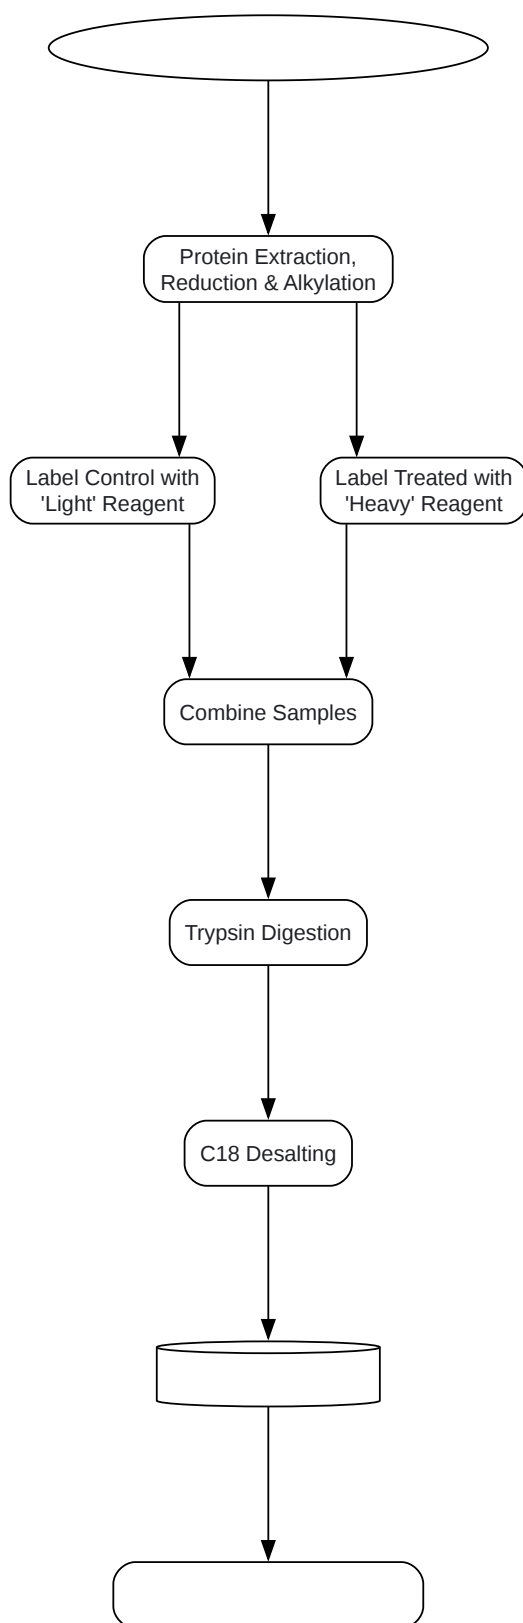 Protein Extraction,
Reduction & Alkylation
Label Control with
'Light' Reagent
Label Treated with
'Heavy' Reagent
Combine Samples
Trypsin Digestion
C18 Desalting